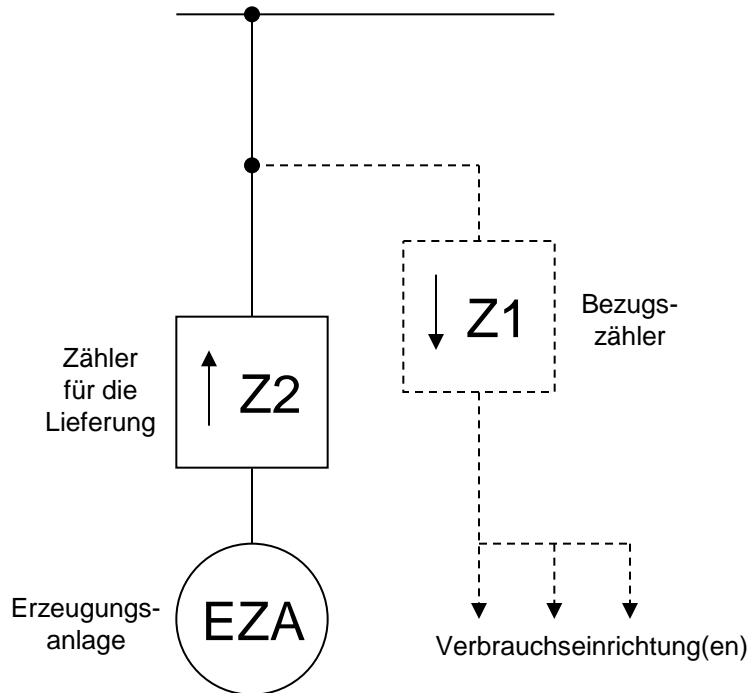 Z1
Bezugs-
zähler
Zähler
für die
Lieferung
Z2
Erzeugungs-
anlage
EZA
Verbrauchseinrichtung(en)